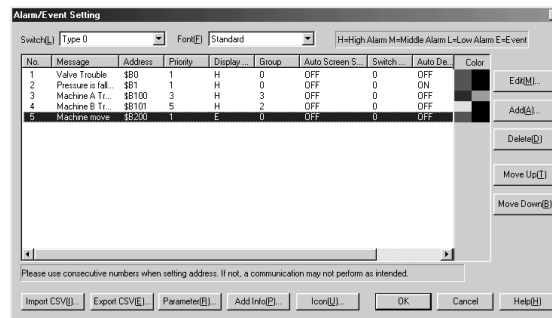 Alarm/Event Setting
Switch(L) Type 0 Font(F) Standard H=High Alarm M=Middle Alarm L=Low Alarm E=Event
No. Message Address Priority Display ... Group Auto Screen S... Switch ... Auto De... Color
1 Valve Trouble $B0 1 H 0 OFF 0 OFF
2 Pressure is fall... $B1 1 H 0 OFF 0 ON
3 Machine A Tr... $B100 3 H 3 OFF 0 OFF
4 Machine B Tr... $B101 5 H 2 OFF 0 OFF
5 Machine move $B200 1 E 0 OFF 0 OFF
Edit(M)...
Add(A)...
Delete(D)
Move Up(T)
Move Down(B)
Please use consecutive numbers when setting address. If not, a communication may not perform as intended.
Import CSV(I)... Export CSV(E)... Parameter(R)... Add Info(P)... Icon(U)... OK Cancel Help(H)